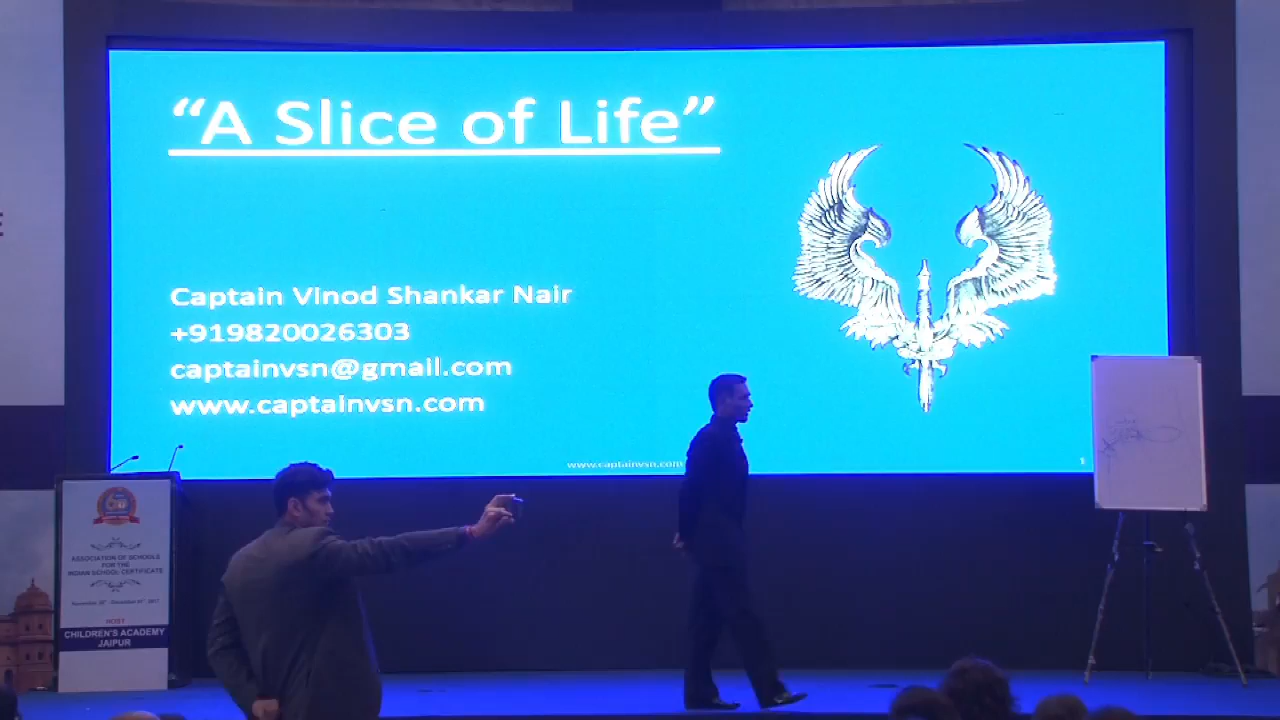 “A Slice of Life”
Captain Vinod Shankar Nair
+919820026303
captainvsn@gmail.com
www.captainvsn.com
www.captainvsn.com
1
ASSOCIATION OF SCHOOLS
FOR THE
INDIAN SCHOOL CERTIFICATE
HOST
CHILDREN'S ACADEMY
JAIPUR
E